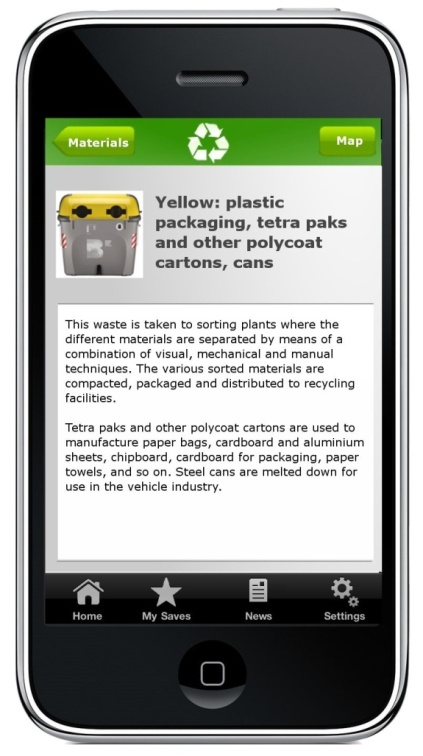 Materials
Map
Yellow: plastic
packaging, tetra paks
and other polycoat
cartons, cans
This waste is taken to sorting plants where the
different materials are separated by means of a
combination of visual, mechanical and manual
techniques. The various sorted materials are
compacted, packaged and distributed to recycling
facilities.
Tetra paks and other polycoat cartons are used to
manufacture paper bags, cardboard and aluminium
sheets, chipboard, cardboard for packaging, paper
towels, and so on. Steel cans are melted down for
use in the vehicle industry.
Home
My Saves
News
Settings